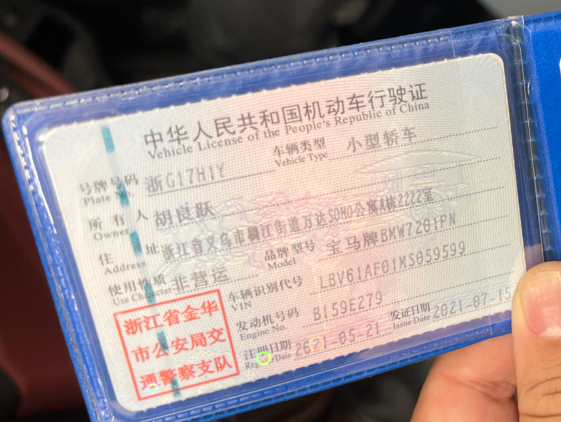 中华人民共和国机动车行驶证
Vehicle License of the People's Republic of China
号牌号码 浙G17H1Y 车辆类型 小型轿车
Plate No. Vehicle Type
所有人 胡良跃
Owner
住址 浙江省义乌市稠江街道万达SOHO公寓A栋2222室
Address
使用性质 非营运 品牌型号 宝马牌BMW7201PN
Use Character Model
车辆识别代号 LBV61AF01MS059599
VIN
发动机号码 B159E279
Engine No.
注册日期 2021-05-21 发证日期 2021-07-15
Register Date Issue Date
浙江省金华
市公安局交
通警察支队